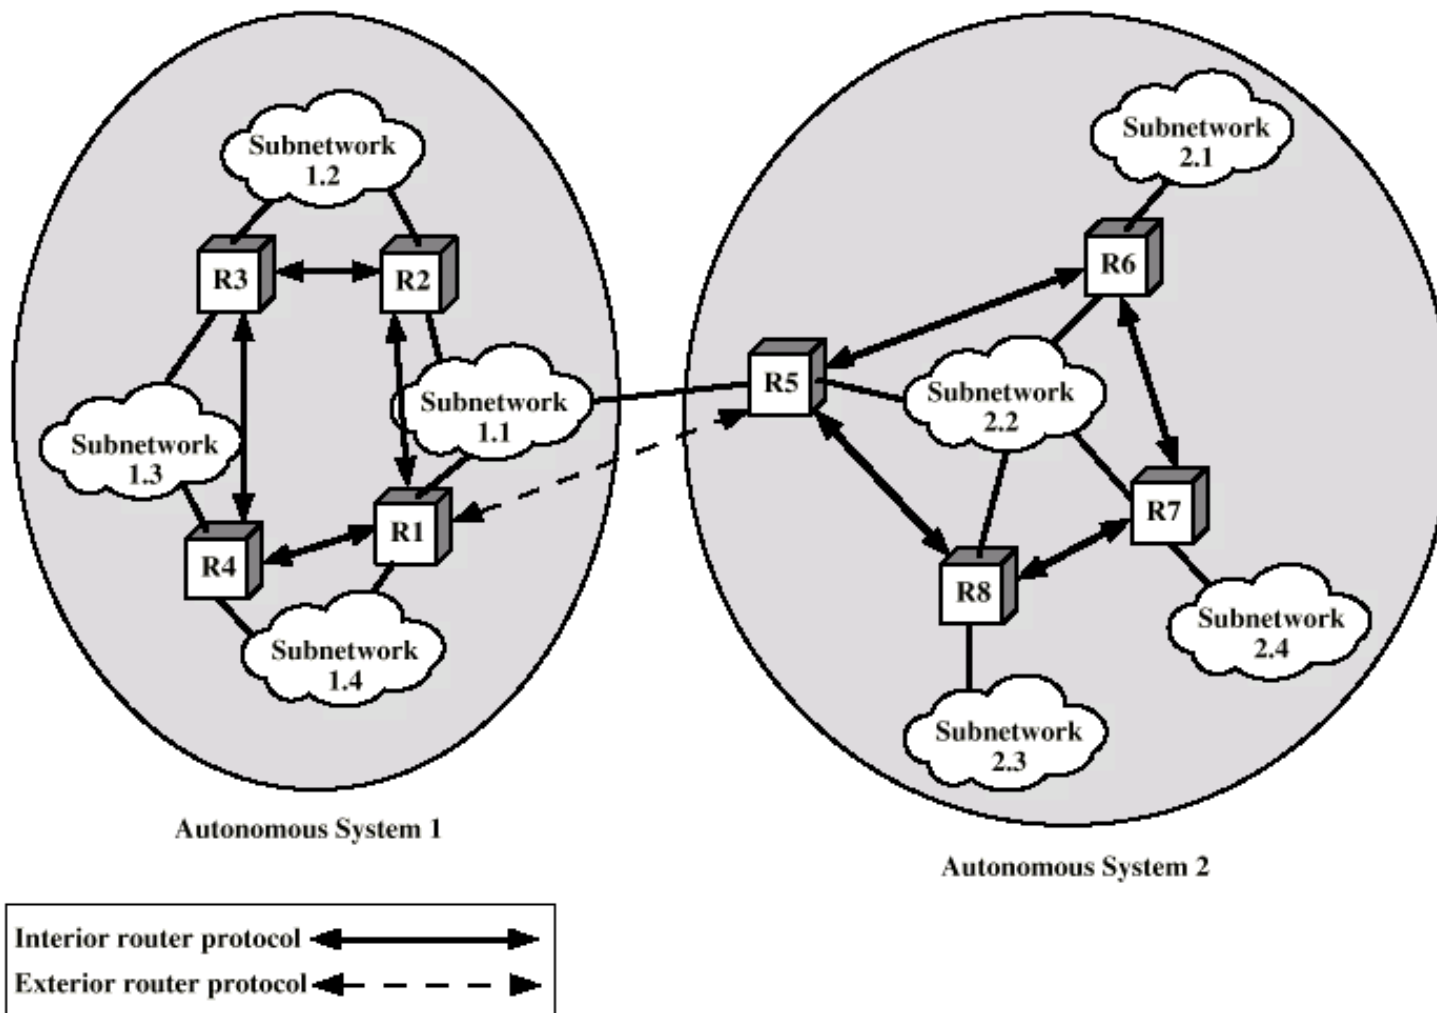 Subnetwork
1.2
R3
R2
Subnetwork
1.1
Subnetwork
1.3
R4
R1
Subnetwork
1.4
Autonomous System 1
Subnetwork
2.1
R6
R5
Subnetwork
2.2
R7
R8
Subnetwork
2.4
Subnetwork
2.3
Autonomous System 2
Interior router protocol
Exterior router protocol